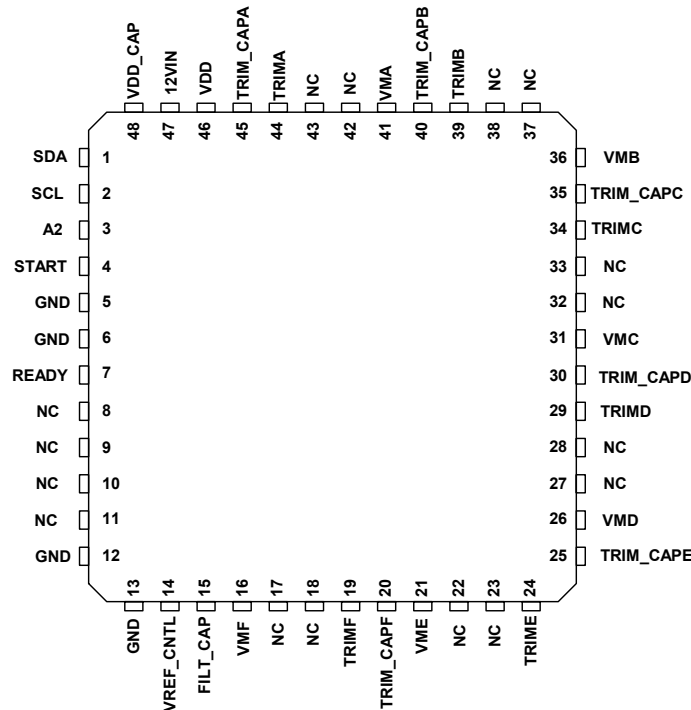 VDD_CAP
12VIN
VDD
TRIM_CAPA
TRIMA
NC
NC
VMA
TRIM_CAPB
TRIMB
NC
NC
48 47 46 45 44 43 42 41 40 39 38 37
SDA 1 36 VMB
SCL 2 35 TRIM_CAPC
A2 3 34 TRIMC
START 4 33 NC
GND 5 32 NC
GND 6 31 VMC
READY 7 30 TRIM_CAPD
NC 8 29 TRIMD
NC 9 28 NC
NC 10 27 NC
NC 11 26 VMD
GND 12 25 TRIM_CAPE
13 14 15 16 17 18 19 20 21 22 23 24
GND
VREF_CNTL
FILT_CAP
VMF
NC
NC
TRIMF
TRIM_CAPF
VME
NC
NC
TRIME